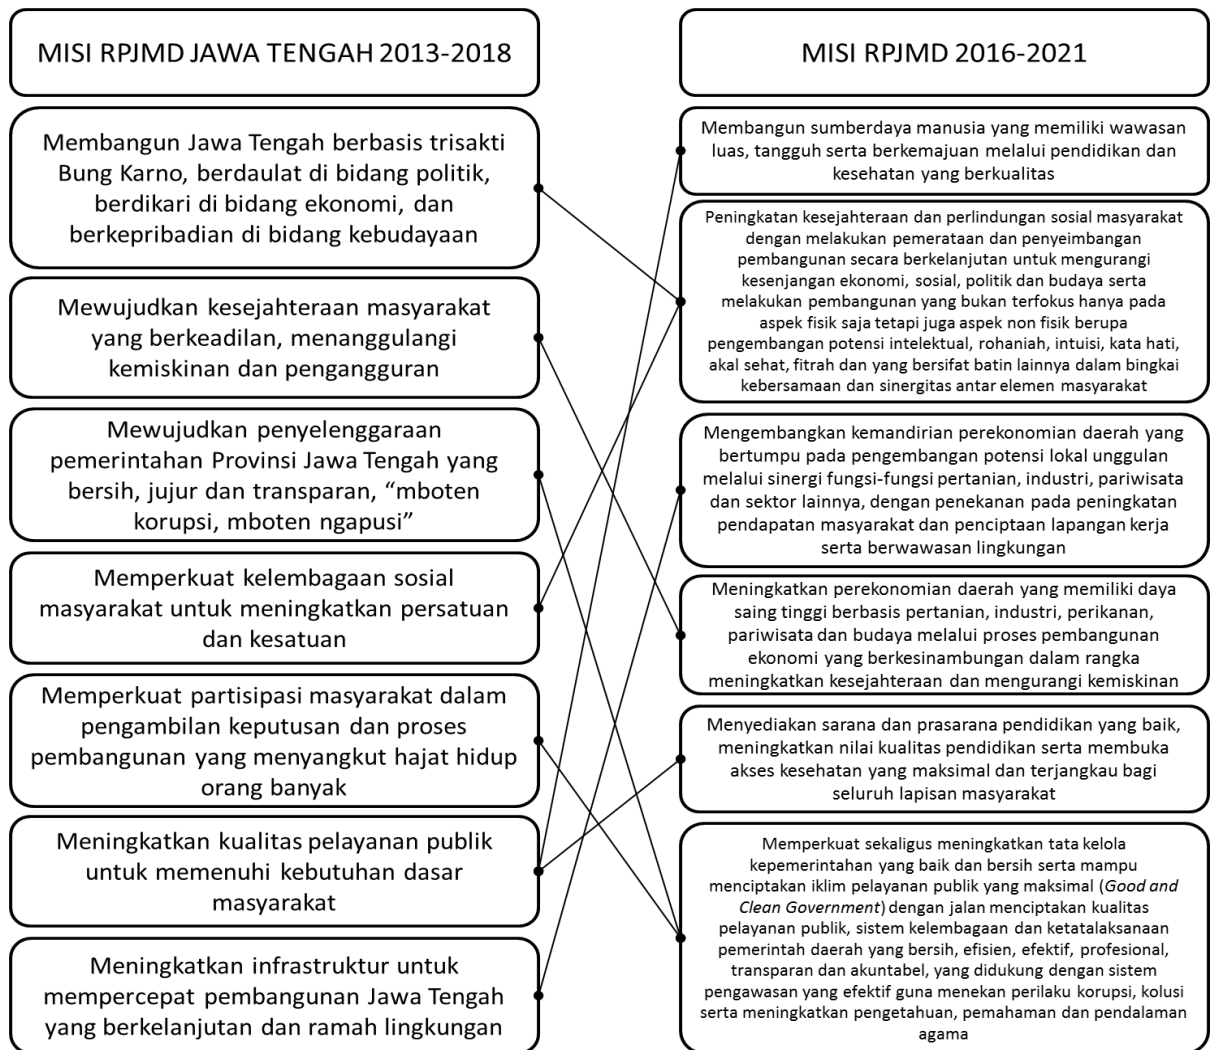 MISI RPJMD JAWA TENGAH 2013-2018
Membangun Jawa Tengah berbasis trisakti
Bung Karno, berdaulat di bidang politik,
berdikari di bidang ekonomi, dan
berkepribadian di bidang kebudayaan
Mewujudkan kesejahteraan masyarakat
yang berkeadilan, menanggulangi
kemiskinan dan pengangguran
Mewujudkan penyelenggaraan
pemerintahan Provinsi Jawa Tengah yang
bersih, jujur dan transparan, “mboten
korupsi, mboten ngapusi”
Memperkuat kelembagaan sosial
masyarakat untuk meningkatkan persatuan
dan kesatuan
Memperkuat partisipasi masyarakat dalam
pengambilan keputusan dan proses
pembangunan yang menyangkut hajat hidup
orang banyak
Meningkatkan kualitas pelayanan publik
untuk memenuhi kebutuhan dasar
masyarakat
Meningkatkan infrastruktur untuk
mempercepat pembangunan Jawa Tengah
yang berkelanjutan dan ramah lingkungan
MISI RPJMD 2016-2021
Membangun sumberdaya manusia yang memiliki wawasan
luas, tangguh serta berkemajuan melalui pendidikan dan
kesehatan yang berkualitas
Peningkatan kesejahteraan dan perlindungan sosial masyarakat
dengan melakukan pemerataan dan penyeimbangan
pembangunan secara berkelanjutan untuk mengurangi
kesenjangan ekonomi, sosial, politik dan budaya serta
melakukan pembangunan yang bukan terfokus hanya pada
aspek fisik saja tetapi juga aspek non fisik berupa
pengembangan potensi intelektual, rohaniah, intuisi, kata hati,
akal sehat, fitrah dan yang bersifat batin lainnya dalam bingkai
kebersamaan dan sinergitas antar elemen masyarakat
Mengembangkan kemandirian perekonomian daerah yang
bertumpu pada pengembangan potensi lokal unggulan
melalui sinergi fungsi-fungsi pertanian, industri, pariwisata
dan sektor lainnya, dengan penekanan pada peningkatan
pendapatan masyarakat dan penciptaan lapangan kerja
serta berwawasan lingkungan
Meningkatkan perekonomian daerah yang memiliki daya
saing tinggi berbasis pertanian, industri, perikanan,
pariwisata dan budaya melalui proses pembangunan
ekonomi yang berkesinambungan dalam rangka
meningkatkan kesejahteraan dan mengurangi kemiskinan
Menyediakan sarana dan prasarana pendidikan yang baik,
meningkatkan nilai kualitas pendidikan serta membuka
akses kesehatan yang maksimal dan terjangkau bagi
seluruh lapisan masyarakat
Memperkuat sekaligus meningkatkan tata kelola
kepemerintahan yang baik dan bersih serta mampu
menciptakan iklim pelayanan publik yang maksimal (Good and
Clean Government) dengan jalan menciptakan kualitas
pelayanan publik, sistem kelembagaan dan ketatalaksanaan
pemerintah daerah yang bersih, efisien, efektif, profesional,
transparan dan akuntabel, yang didukung dengan sistem
pengawasan yang efektif guna menekan perilaku korupsi, kolusi
serta meningkatkan pengetahuan, pemahaman dan pendalaman
agama